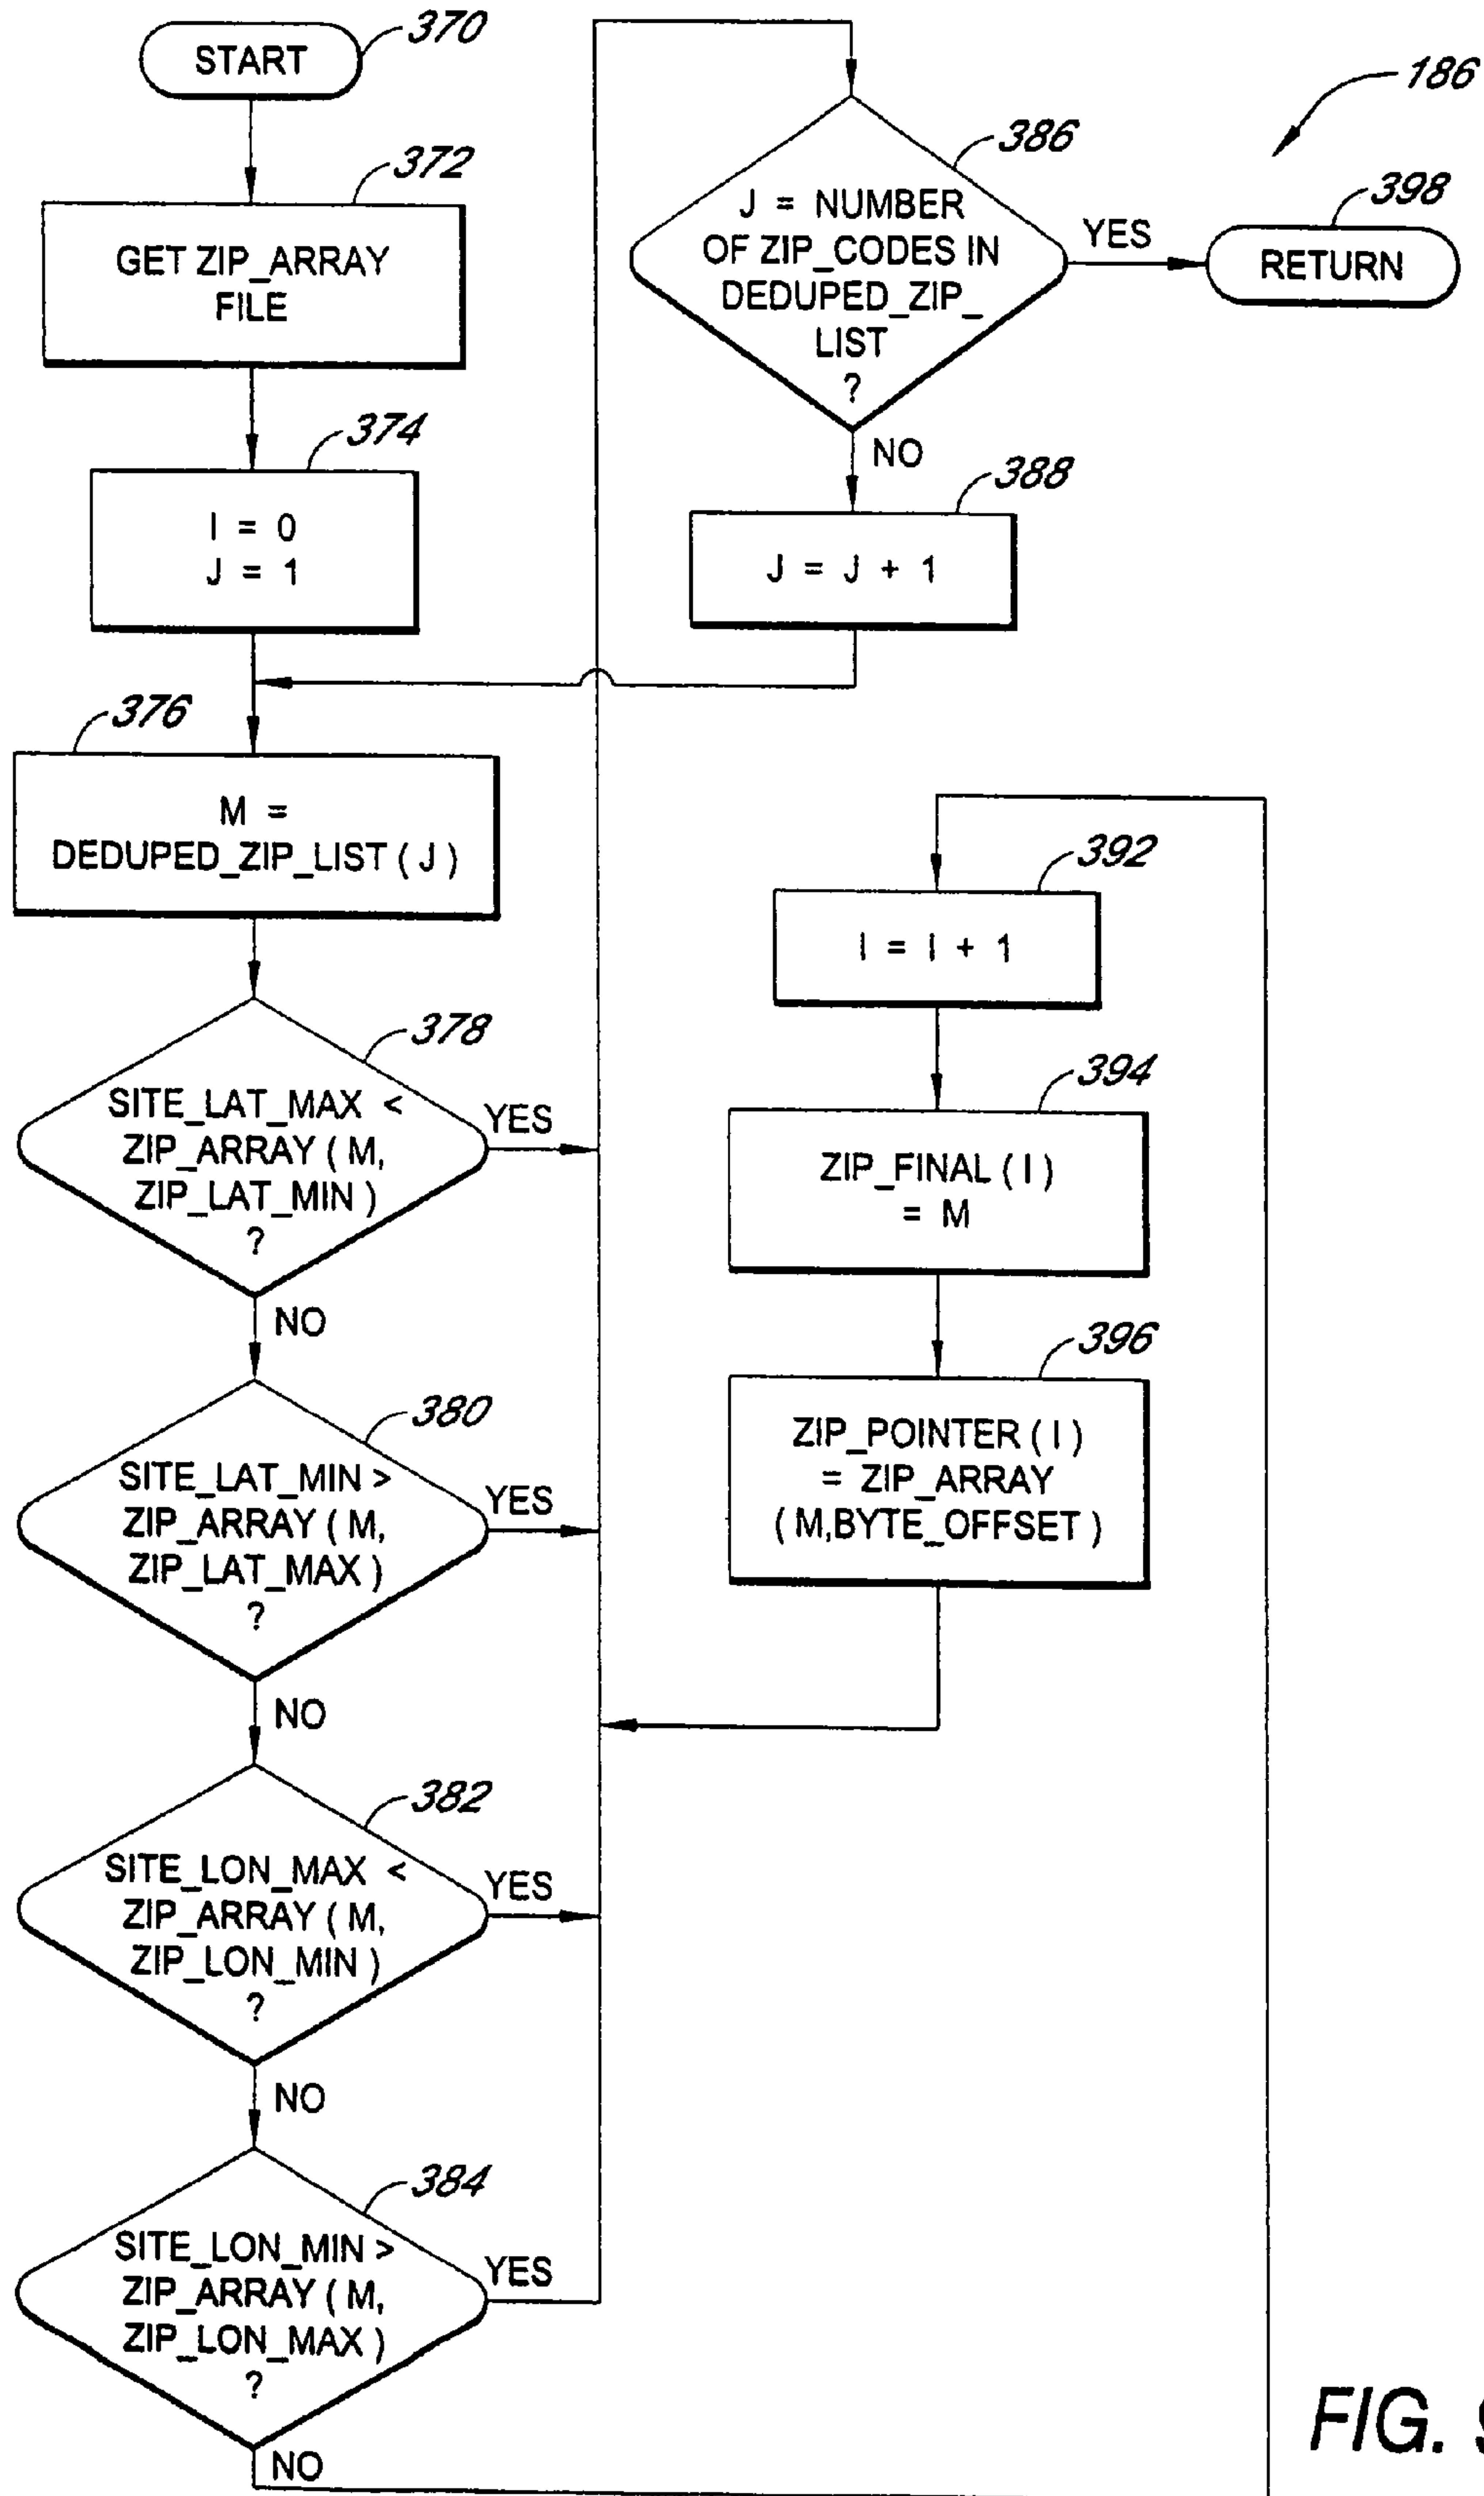 START
370
372
GET ZIP_ARRAY
FILE
374
I = 0
J = 1
376
M =
DEDUPED_ZIP_LIST ( J )
378
SITE_LAT_MAX <
ZIP_ARRAY ( M,
ZIP_LAT_MIN )
?
YES
NO
380
SITE_LAT_MIN >
ZIP_ARRAY ( M,
ZIP_LAT_MAX )
?
YES
NO
382
SITE_LON_MAX <
ZIP_ARRAY ( M,
ZIP_LON_MIN )
?
YES
NO
384
SITE_LON_MIN >
ZIP_ARRAY ( M,
ZIP_LON_MAX )
?
YES
NO
386
J = NUMBER
OF ZIP_CODES IN
DEDUPED_ZIP_
LIST
?
YES
NO
388
J = J + 1
186
398
RETURN
392
I = I + 1
394
ZIP_FINAL ( I )
= M
396
ZIP_POINTER ( I )
= ZIP_ARRAY
( M,BYTE_OFFSET )
FIG. 9